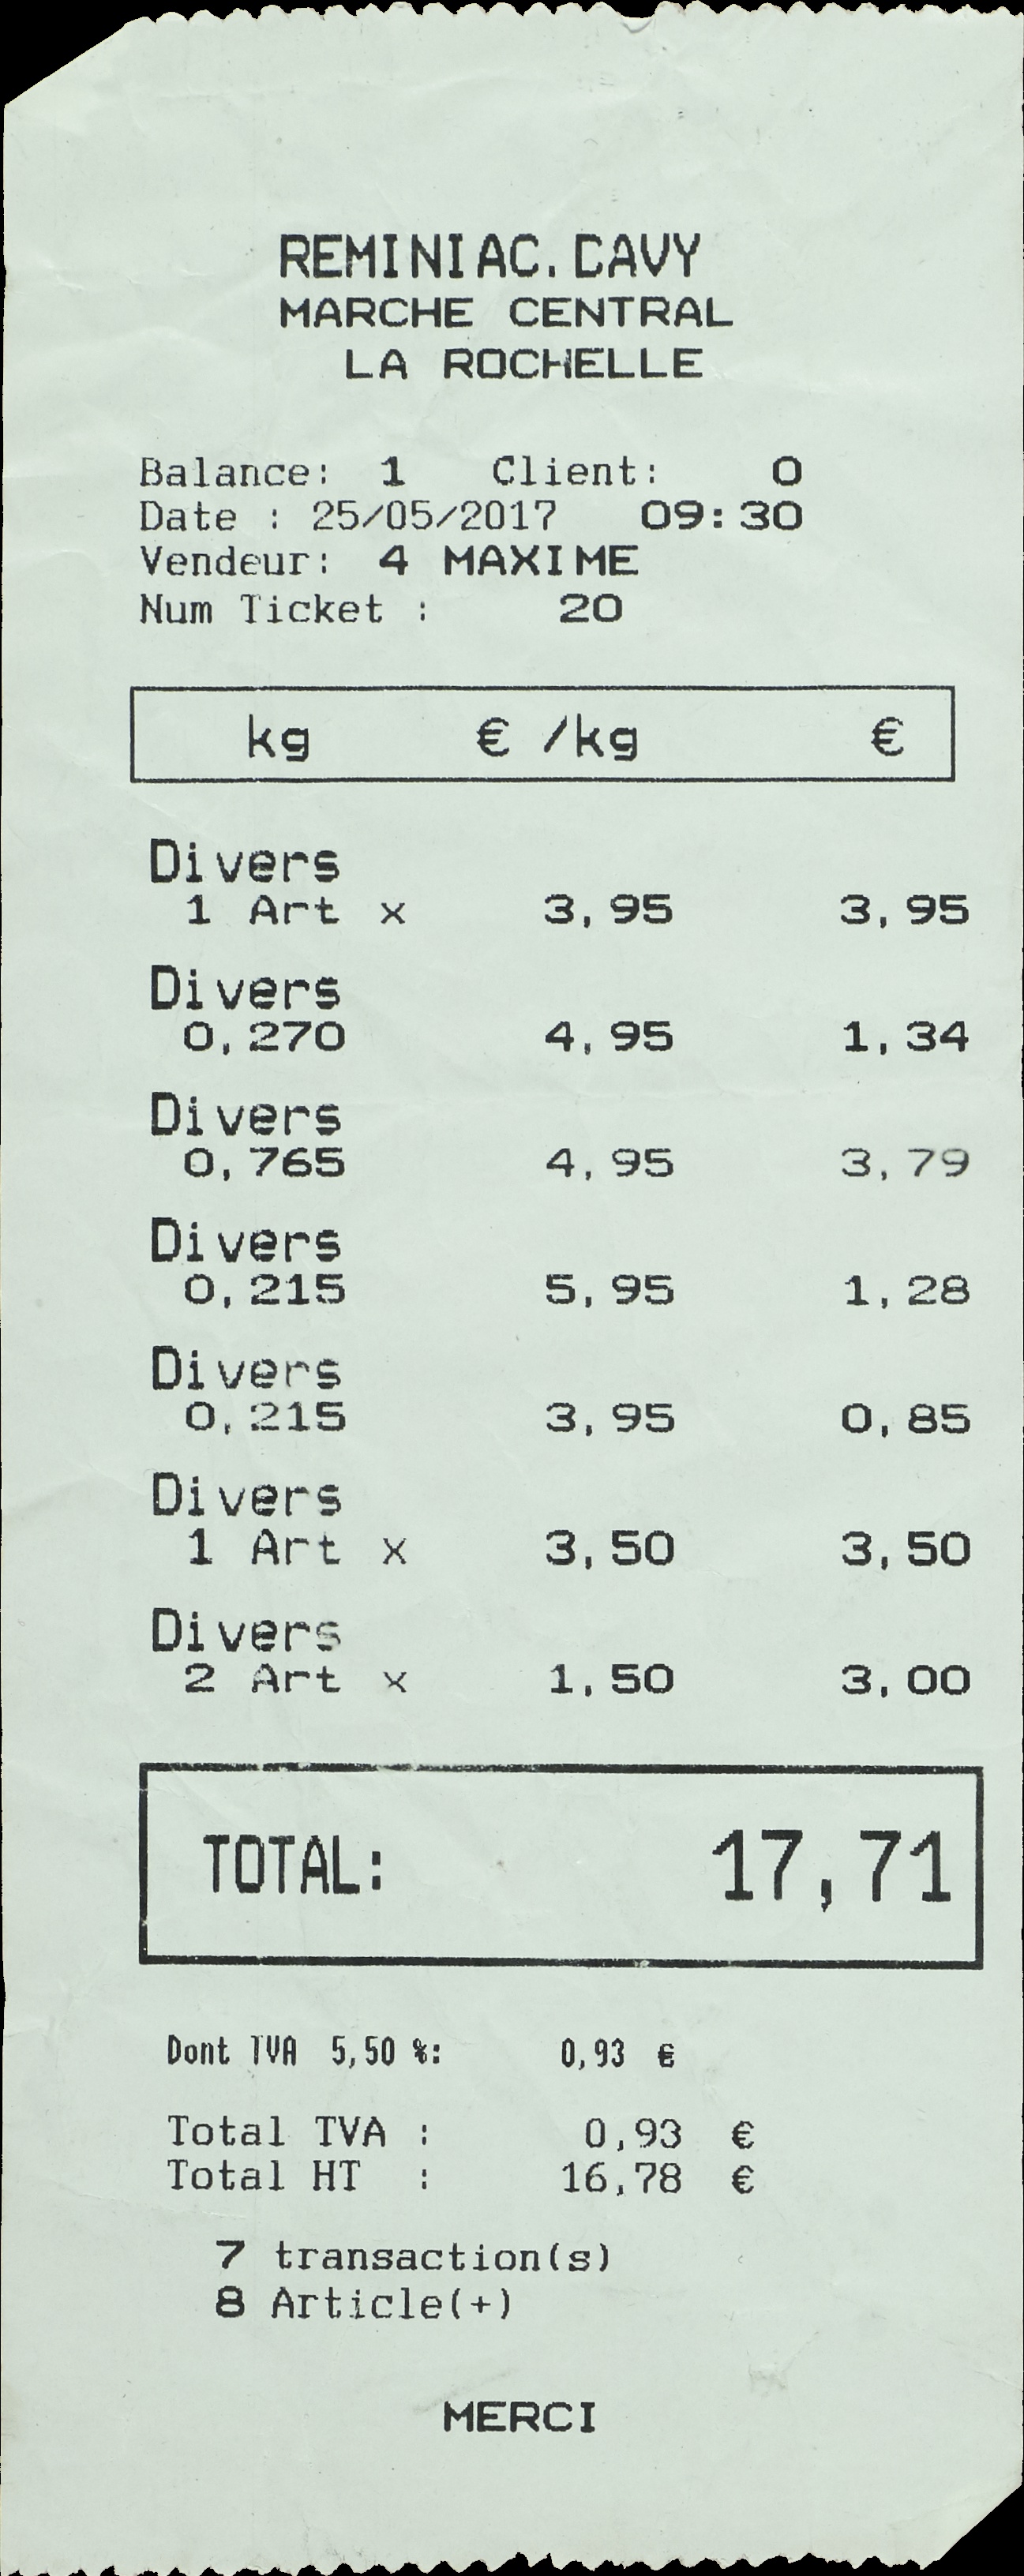 REMINIAC.CAVY
MARCHE CENTRAL
LA ROCHELLE
Balance: 1 Client: 0
Date : 25/05/2017 09:30
Vendeur: 4 MAXIME
Num Ticket : 20
kg € /kg €
Divers
1 Art x 3,95 3,95
Divers
0,270 4,95 1,34
Divers
0,765 4,95 3,79
Divers
0,215 5,95 1,28
Divers
0,215 3,95 0,85
Divers
1 Art x 3,50 3,50
Divers
2 Art x 1,50 3,00
TOTAL: 17,71
Dont TVA 5,50 %: 0,93 €
Total TVA : 0,93 €
Total HT : 16,78 €
7 transaction(s)
8 Article(+)
MERCI